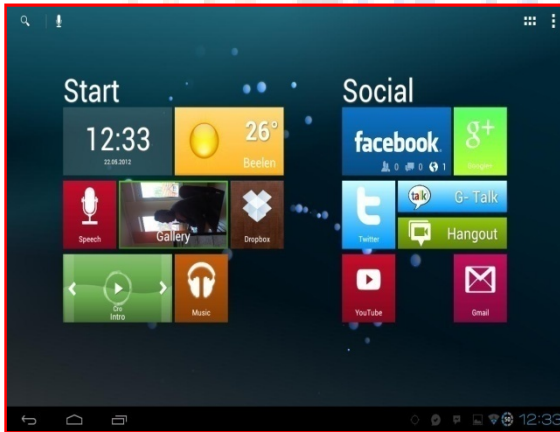 Start
Social
12:33
22.05.2012
26°
Beelen
facebook
0 0 1
g+
Speech
Gallery
Dropbox
t
Twitter
talk
G- Talk
Hangout
Cro
Intro
Music
YouTube
Gmail
12:33